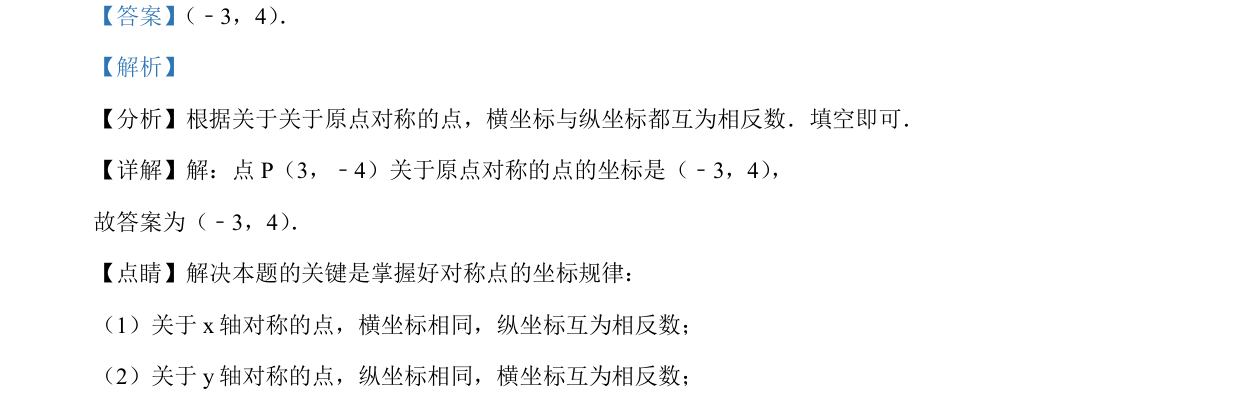 【答案】（﹣3，4）．
【解析】
【分析】根据关于关于原点对称的点，横坐标与纵坐标都互为相反数．填空即可．
【详解】解：点 P（3，﹣4）关于原点对称的点的坐标是（﹣3，4），
故答案为（﹣3，4）．
【点睛】解决本题的关键是掌握好对称点的坐标规律：
（1）关于 x 轴对称的点，横坐标相同，纵坐标互为相反数；
（2）关于 y 轴对称的点，纵坐标相同，横坐标互为相反数；